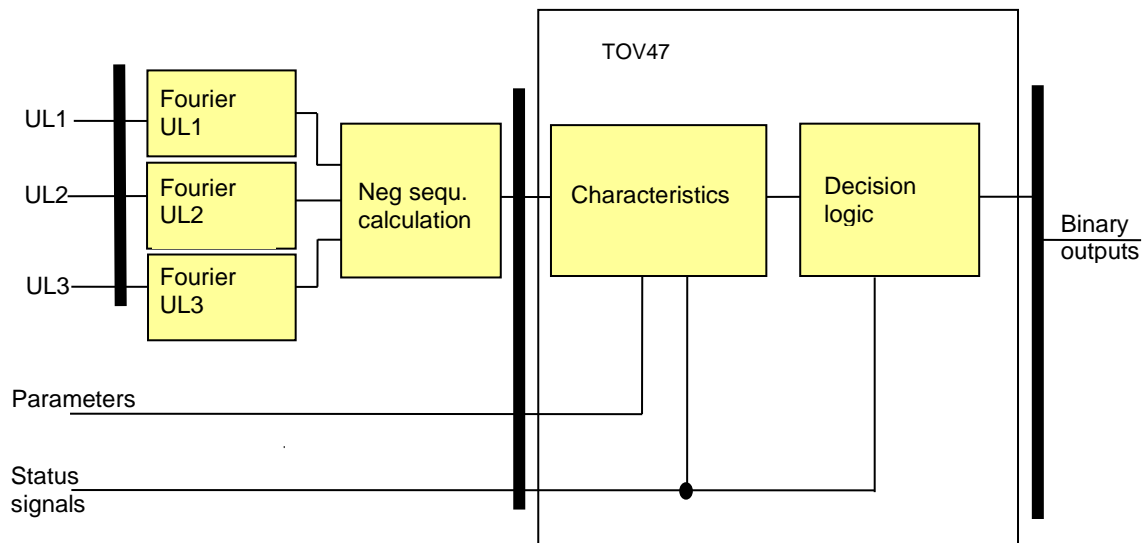 TOV47
UL1
Fourier
UL1
UL2
Fourier
UL2
UL3
Fourier
UL3
Neg sequ.
calculation
Characteristics
Decision
logic
Binary
outputs
Parameters
Status
signals